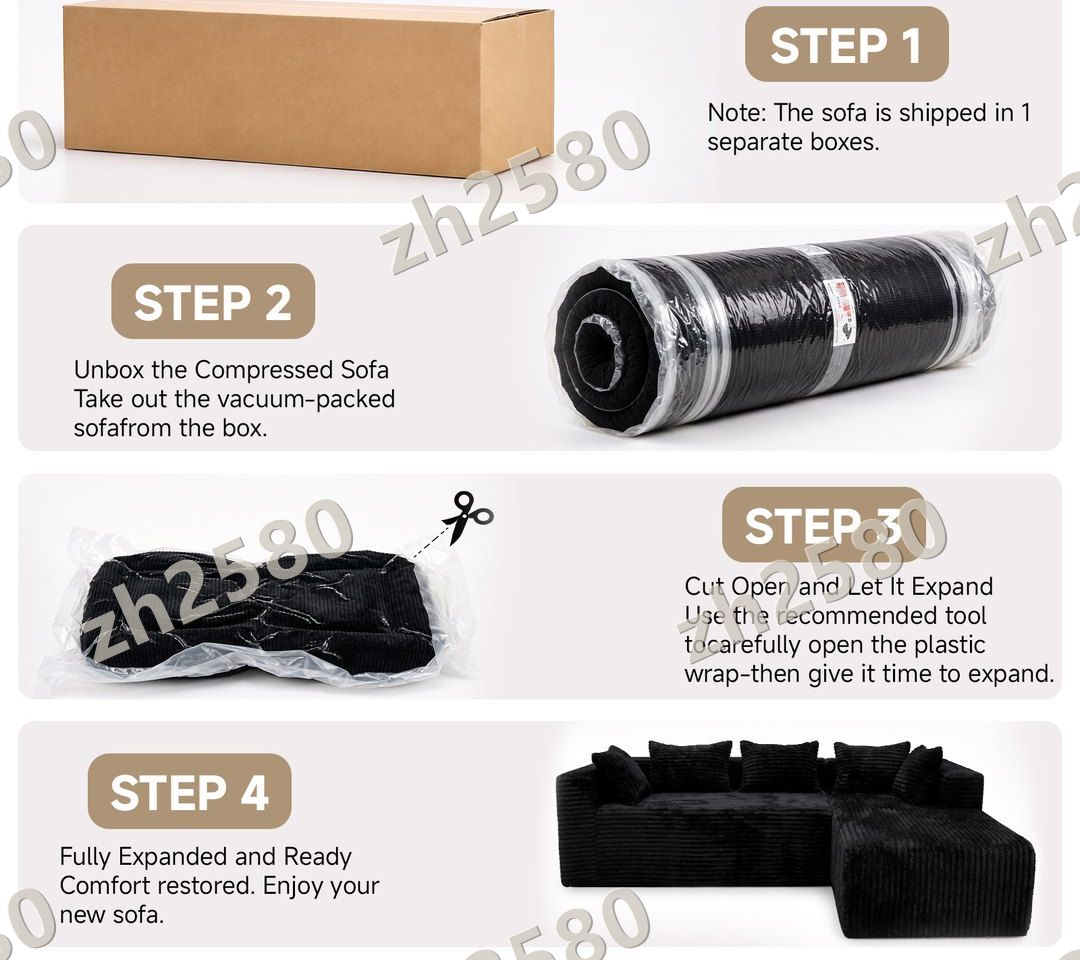 STEP 1
Note: The sofa is shipped in 1
separate boxes.
STEP 2
Unbox the Compressed Sofa
Take out the vacuum-packed
sofafrom the box.
STEP 3
Cut Open and Let It Expand
Use the recommended tool
tocarefully open the plastic
wrap-then give it time to expand.
STEP 4
Fully Expanded and Ready
Comfort restored. Enjoy your
new sofa.
zh2580
zh2580
zh2580